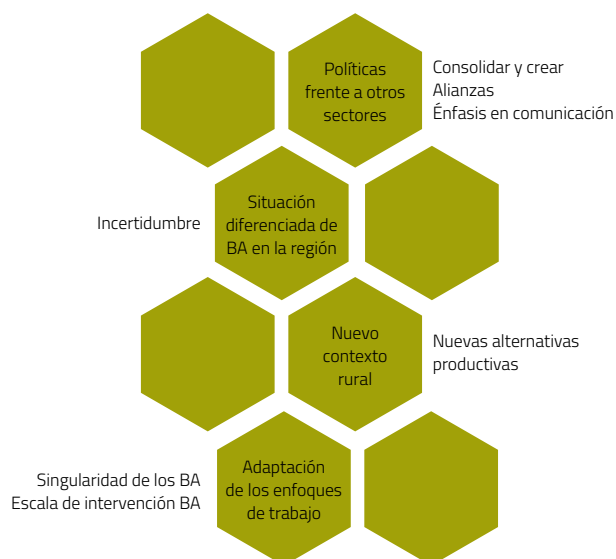 Políticas
frente a otros
sectores
Consolidar y crear
Alianzas
Énfasis en comunicación
Incertidumbre
Situación
diferenciada de
BA en la región
Nuevo
contexto
rural
Nuevas alternativas
productivas
Singularidad de los BA
Escala de intervención BA
Adaptación
de los enfoques
de trabajo